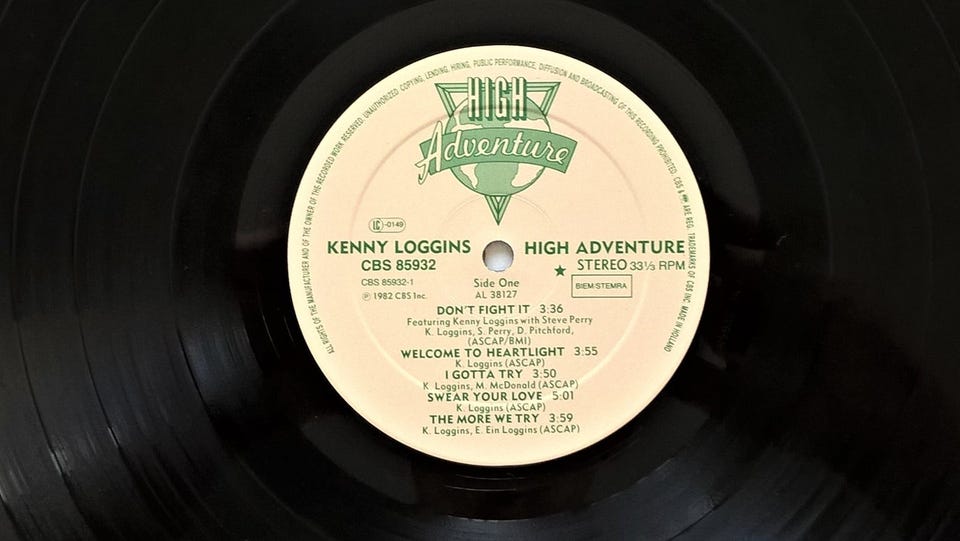 ALL RIGHTS OF THE MANUFACTURER AND OF THE OWNER OF THE RECORDED WORK RESERVED. UNAUTHORIZED COPYING, LENDING, HIRING, PUBLIC PERFORMANCE, DIFFUSION AND BROADCASTING OF THIS RECORDING PROHIBITED. CBS & ARE REG. TRADEMARKS OF CBS INC. MADE IN HOLLAND
HIGH
Adventure
LC-0149
KENNY LOGGINS HIGH ADVENTURE
CBS 85932 ★ STEREO 33⅓ RPM
CBS 85932-1 Side One BIEM/STEMRA
℗ 1982 CBS Inc. AL 38127
DON'T FIGHT IT 3:36
Featuring Kenny Loggins with Steve Perry
K. Loggins, S. Perry, D. Pitchford,
(ASCAP/BMI)
WELCOME TO HEARTLIGHT 3:55
K. Loggins (ASCAP)
I GOTTA TRY 3:50
K. Loggins, M. McDonald (ASCAP)
SWEAR YOUR LOVE 5:01
K. Loggins (ASCAP)
THE MORE WE TRY 3:59
K. Loggins, E. Ein Loggins (ASCAP)